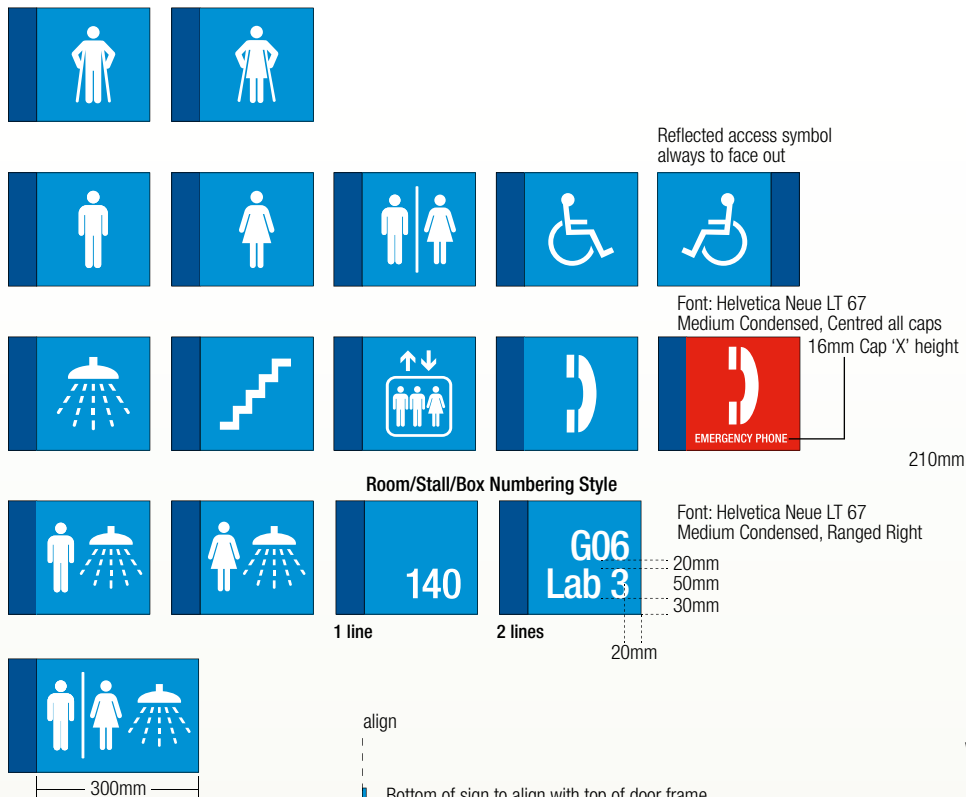 Reflected access symbol
always to face out
Font: Helvetica Neue LT 67
Medium Condensed, Centred all caps
16mm Cap ‘X’ height
EMERGENCY PHONE
210mm
Room/Stall/Box Numbering Style
Font: Helvetica Neue LT 67
Medium Condensed, Ranged Right
140
G06
Lab 3
20mm
50mm
30mm
20mm
1 line
2 lines
align
300mm
Bottom of sign to align with top of door frame